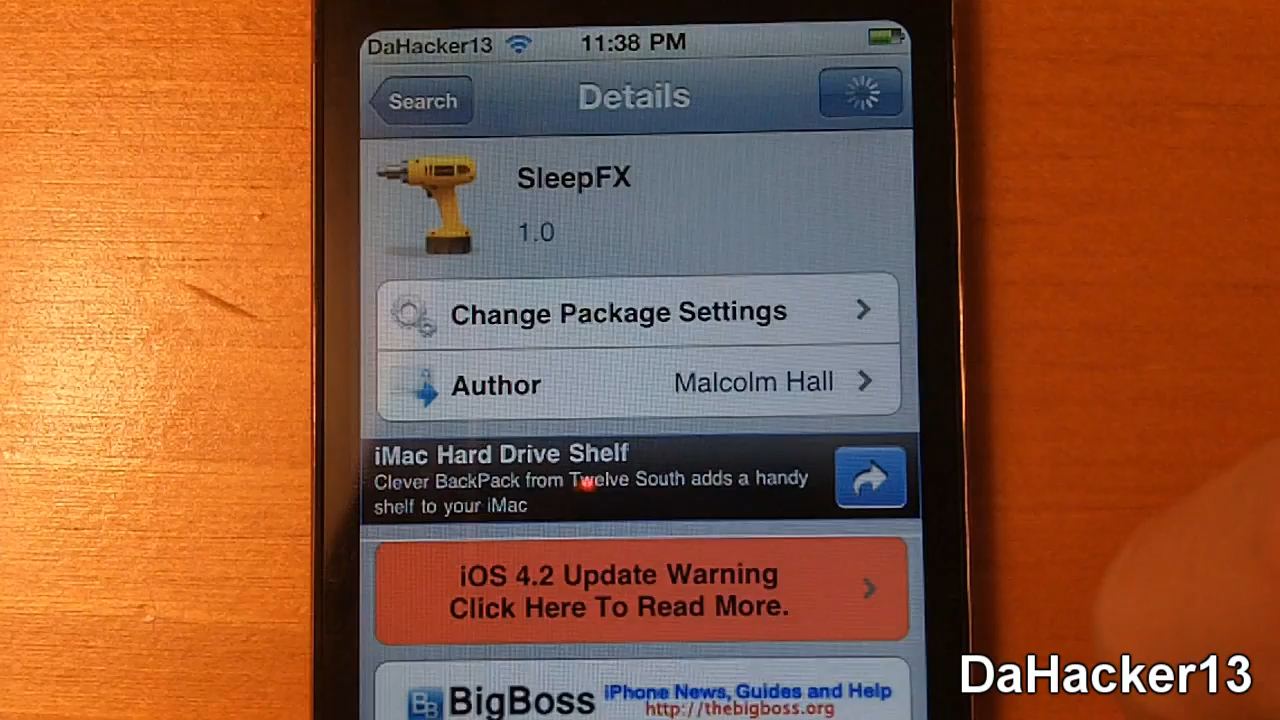 DaHacker13 11:38 PM
Search Details
SleepFX
1.0
Change Package Settings
Author Malcolm Hall
iMac Hard Drive Shelf
Clever BackPack from Twelve South adds a handy
shelf to your iMac
iOS 4.2 Update Warning
Click Here To Read More.
BB BigBoss iPhone News, Guides and Help
http://thebigboss.org
DaHacker13